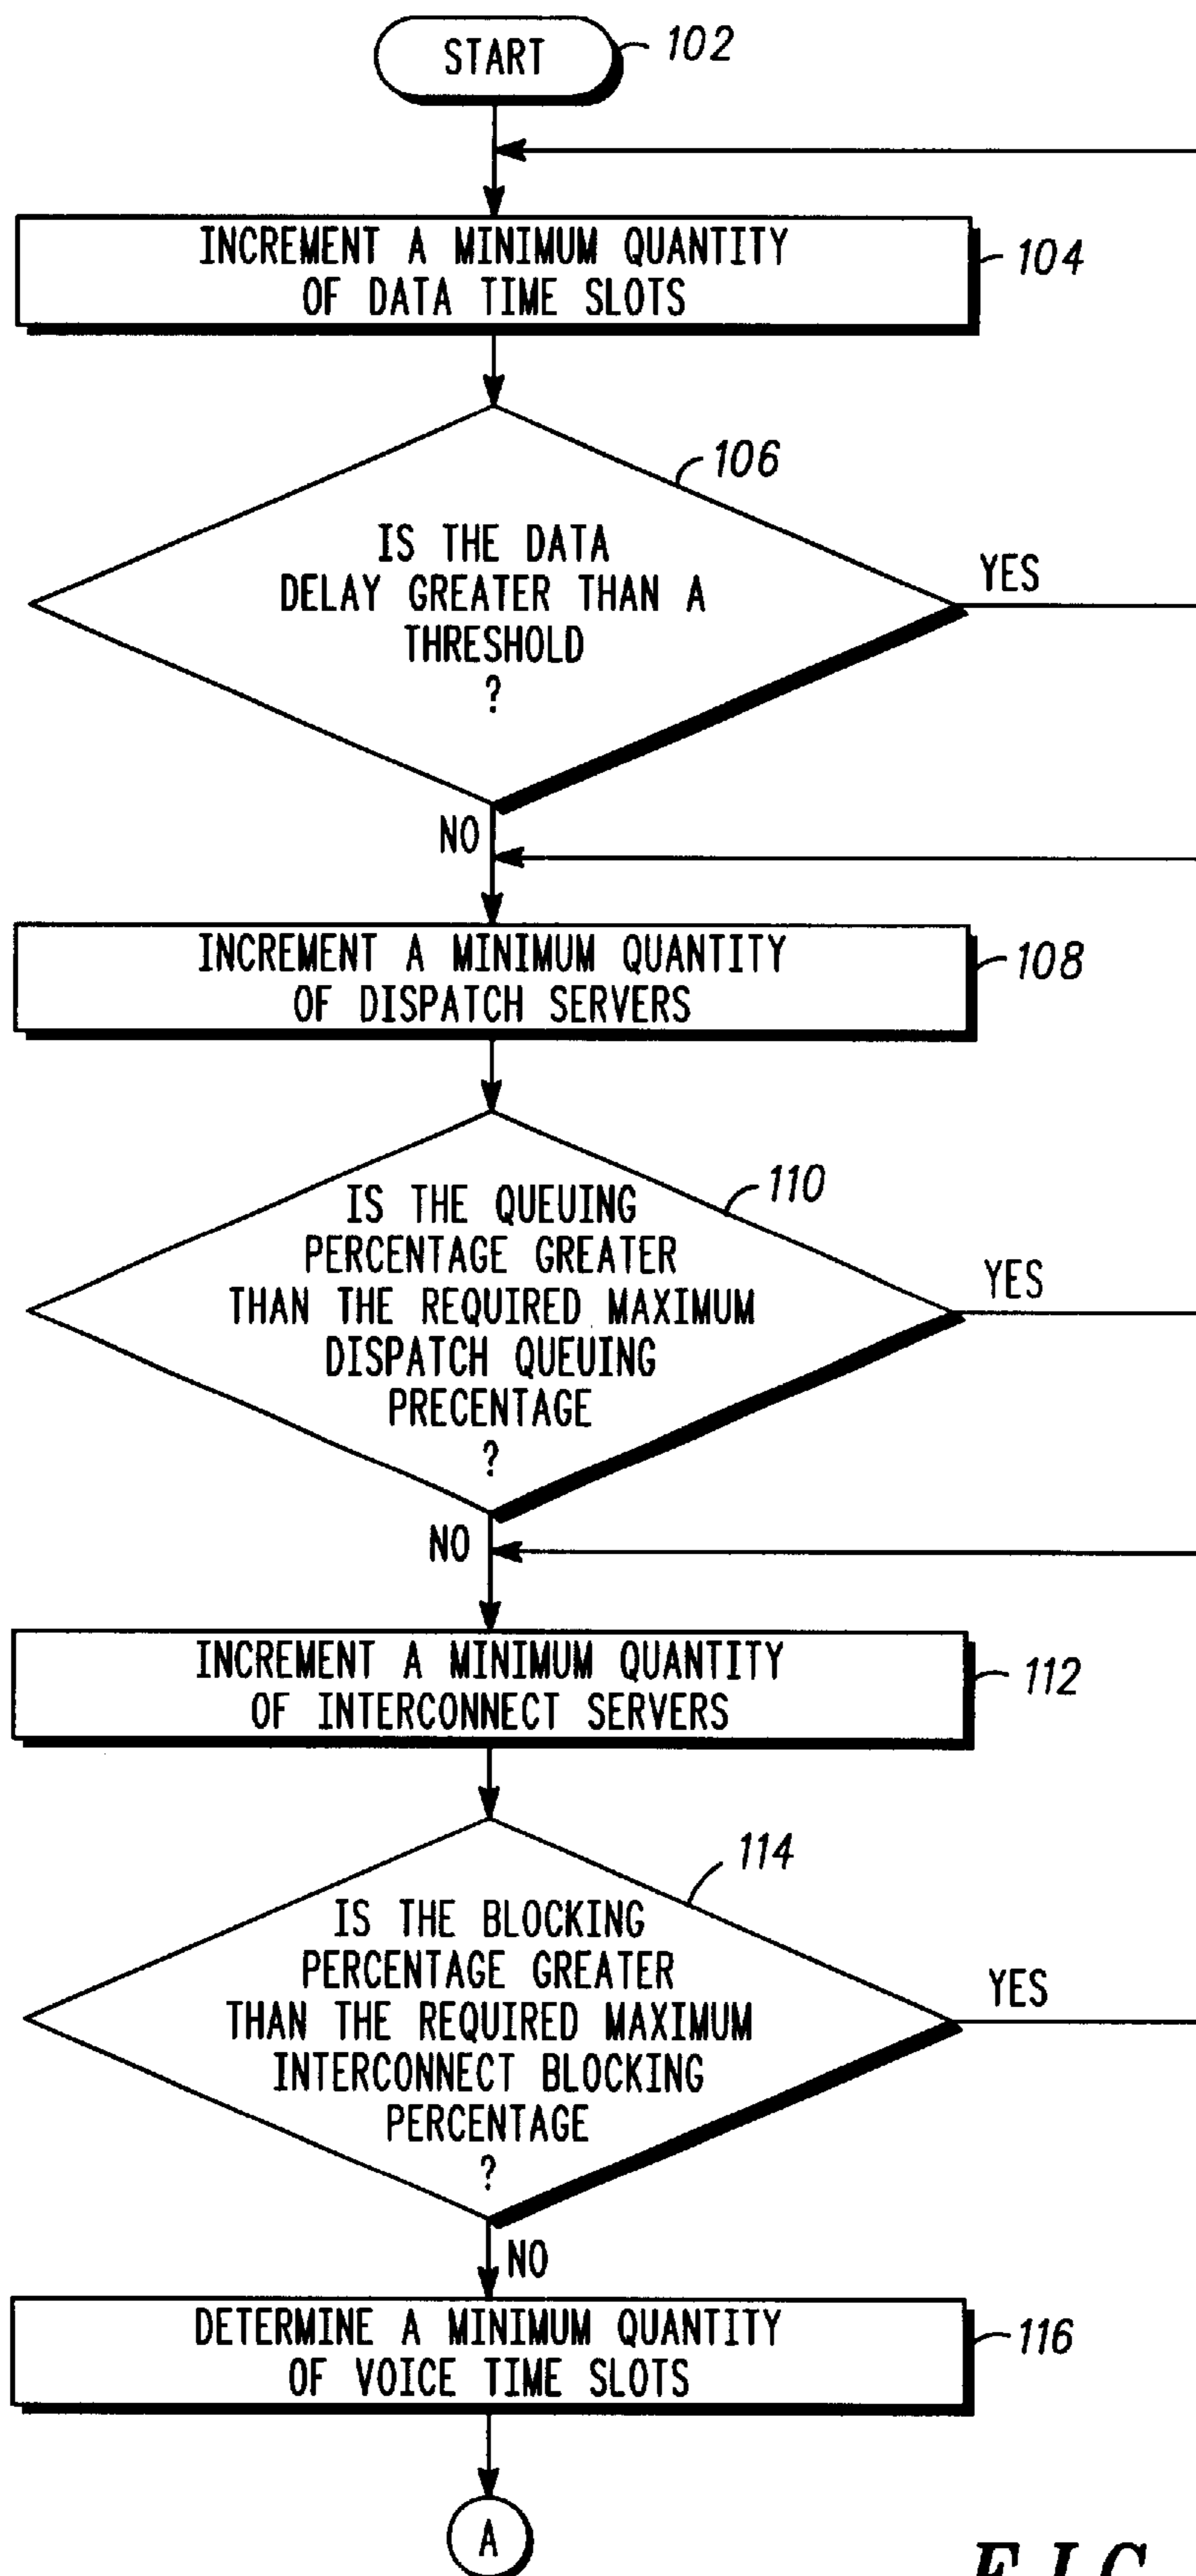 START
102
INCREMENT A MINIMUM QUANTITY
OF DATA TIME SLOTS
104
106
IS THE DATA
DELAY GREATER THAN A
THRESHOLD
?
YES
NO
INCREMENT A MINIMUM QUANTITY
OF DISPATCH SERVERS
108
110
IS THE QUEUING
PERCENTAGE GREATER
THAN THE REQUIRED MAXIMUM
DISPATCH QUEUING
PRECENTAGE
?
YES
NO
INCREMENT A MINIMUM QUANTITY
OF INTERCONNECT SERVERS
112
114
IS THE BLOCKING
PERCENTAGE GREATER
THAN THE REQUIRED MAXIMUM
INTERCONNECT BLOCKING
PERCENTAGE
?
YES
NO
DETERMINE A MINIMUM QUANTITY
OF VOICE TIME SLOTS
116
A
FIG